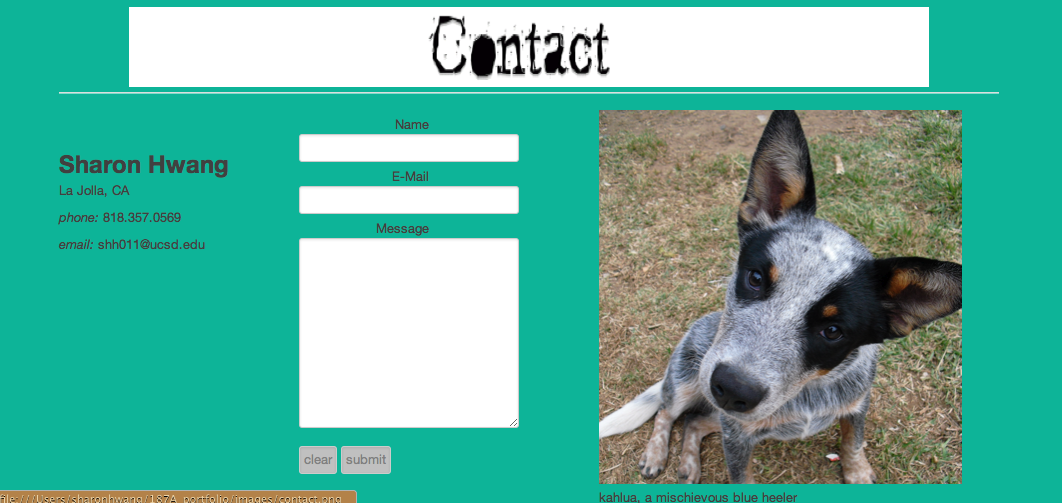 Contact
Sharon Hwang
La Jolla, CA
phone: 818.357.0569
email: shh011@ucsd.edu
Name
E-Mail
Message
clear submit
kahlua, a mischievous blue heeler
file:///Users/sharonhwang/187A_portfolio/images/contact.png